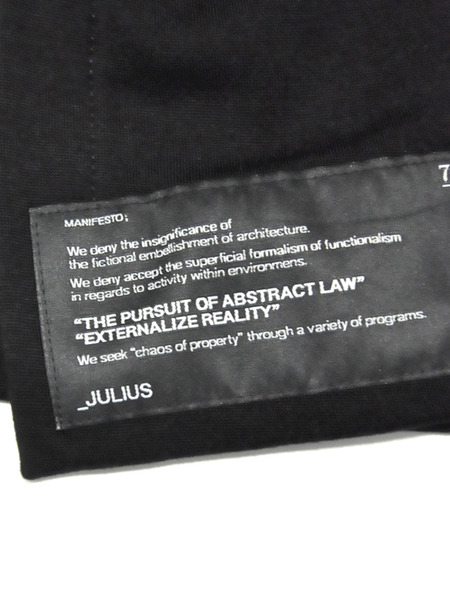 7
MANIFESTO;
We deny the insignificance of
the fictional embellishment of architecture.
We deny accept the superficial formalism of functionalism
in regards to activity within environmens.
“THE PURSUIT OF ABSTRACT LAW”
“EXTERNALIZE REALITY”
We seek “chaos of property” through a variety of programs.
_JULIUS